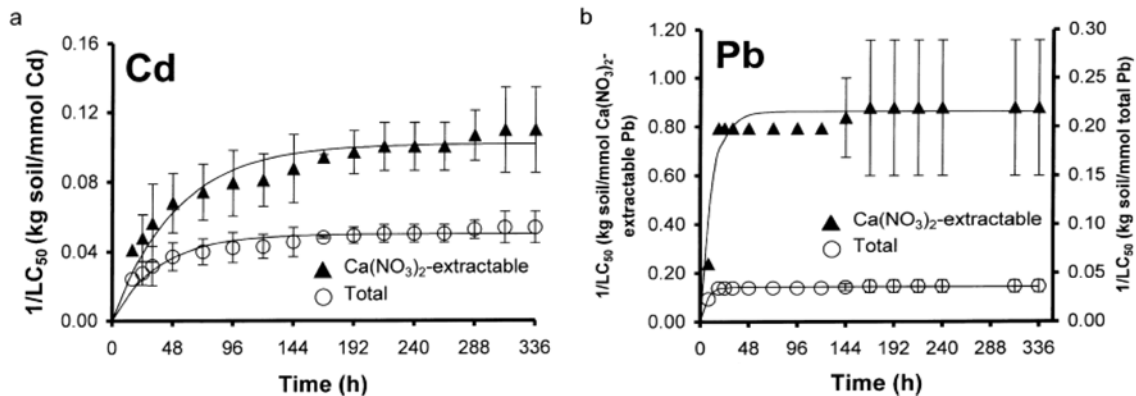 a
Cd
1/LC50 (kg soil/mmol Cd)
0.16
0.12
0.08
0.04
0.00
▲ Ca(NO3)2-extractable
○ Total
0 48 96 144 192 240 288 336
Time (h)
b
Pb
1/LC50 (kg soil/mmol Ca(NO3)2-
extractable Pb)
1.20
1.00
0.80
0.60
0.40
0.20
0.00
▲ Ca(NO3)2-extractable
○ Total
0 48 96 144 192 240 288 336
Time (h)
0.30
0.25
0.20
0.15
0.10
0.05
0.00
1/LC50 (kg soil/mmol total Pb)